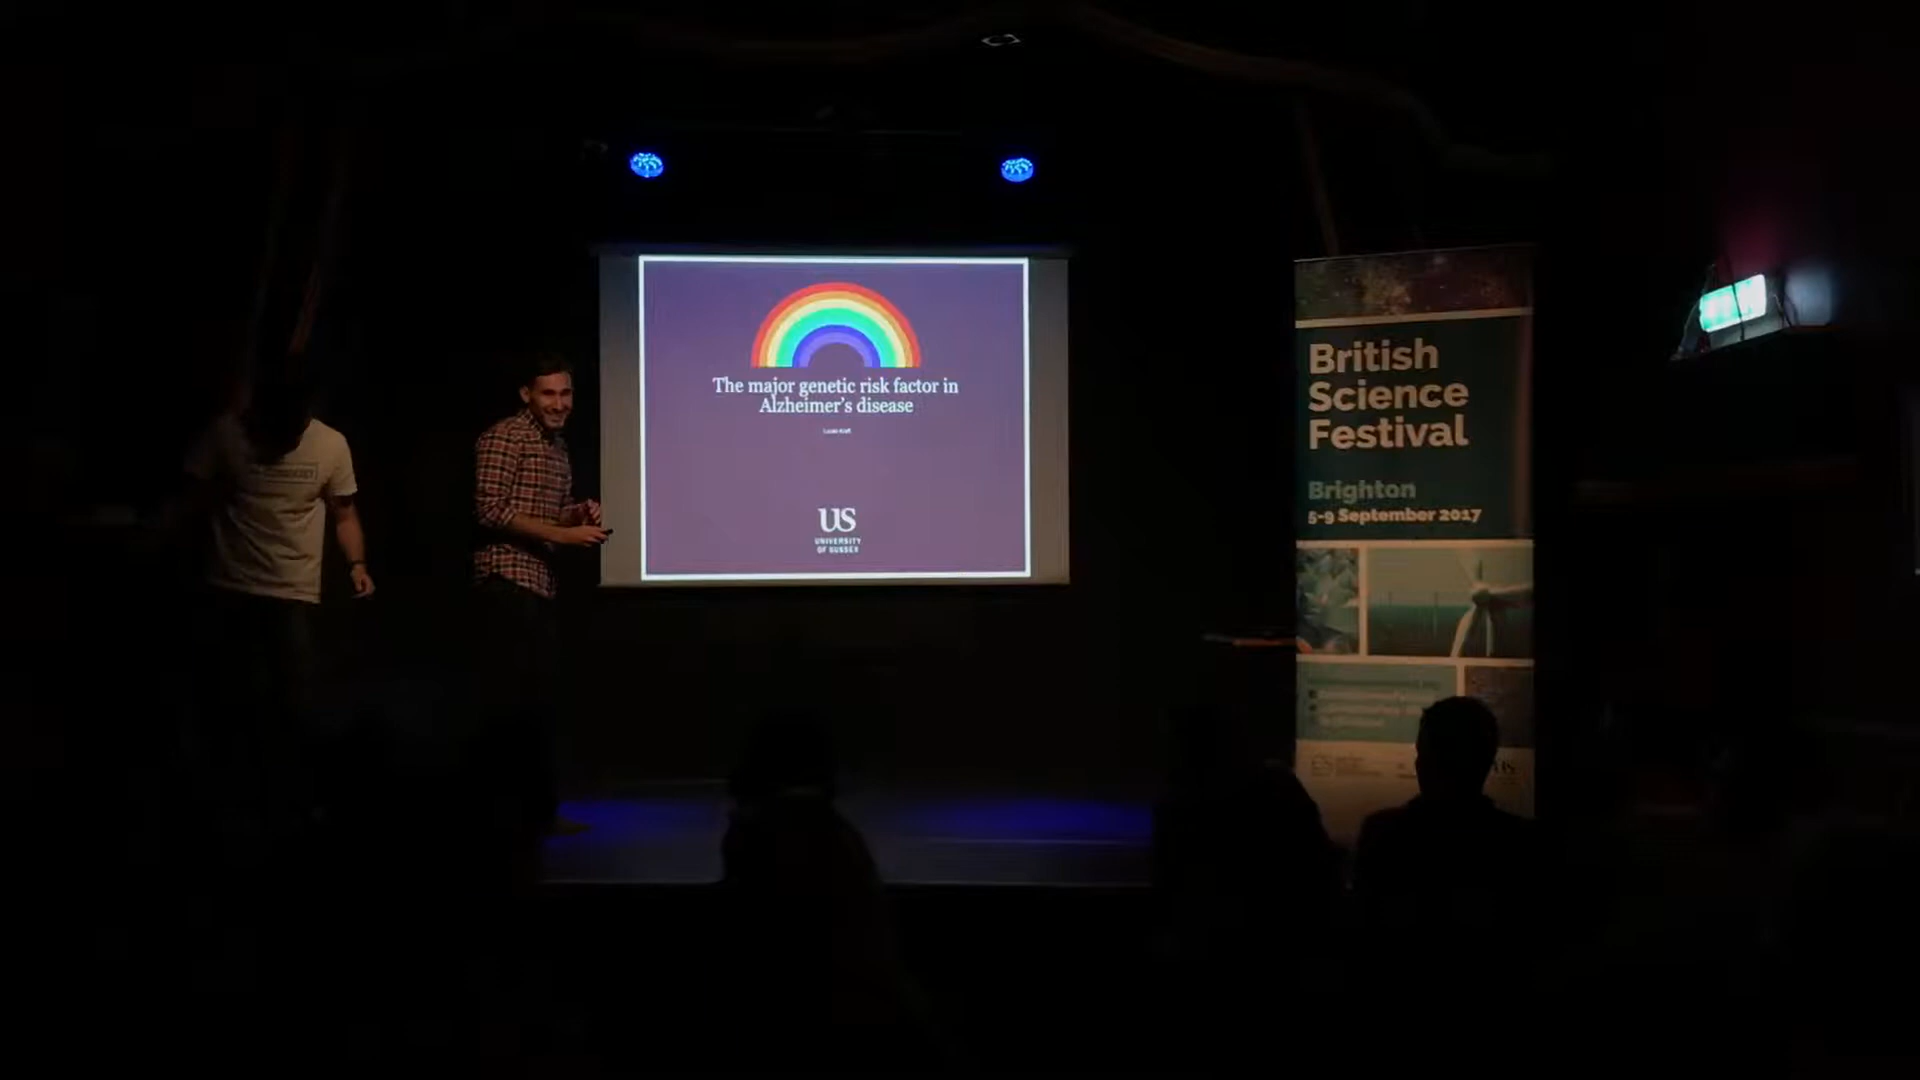 The major genetic risk factor in
Alzheimer's disease
US
UNIVERSITY
OF SUSSEX
British
Science
Festival
Brighton
5-9 September 2017